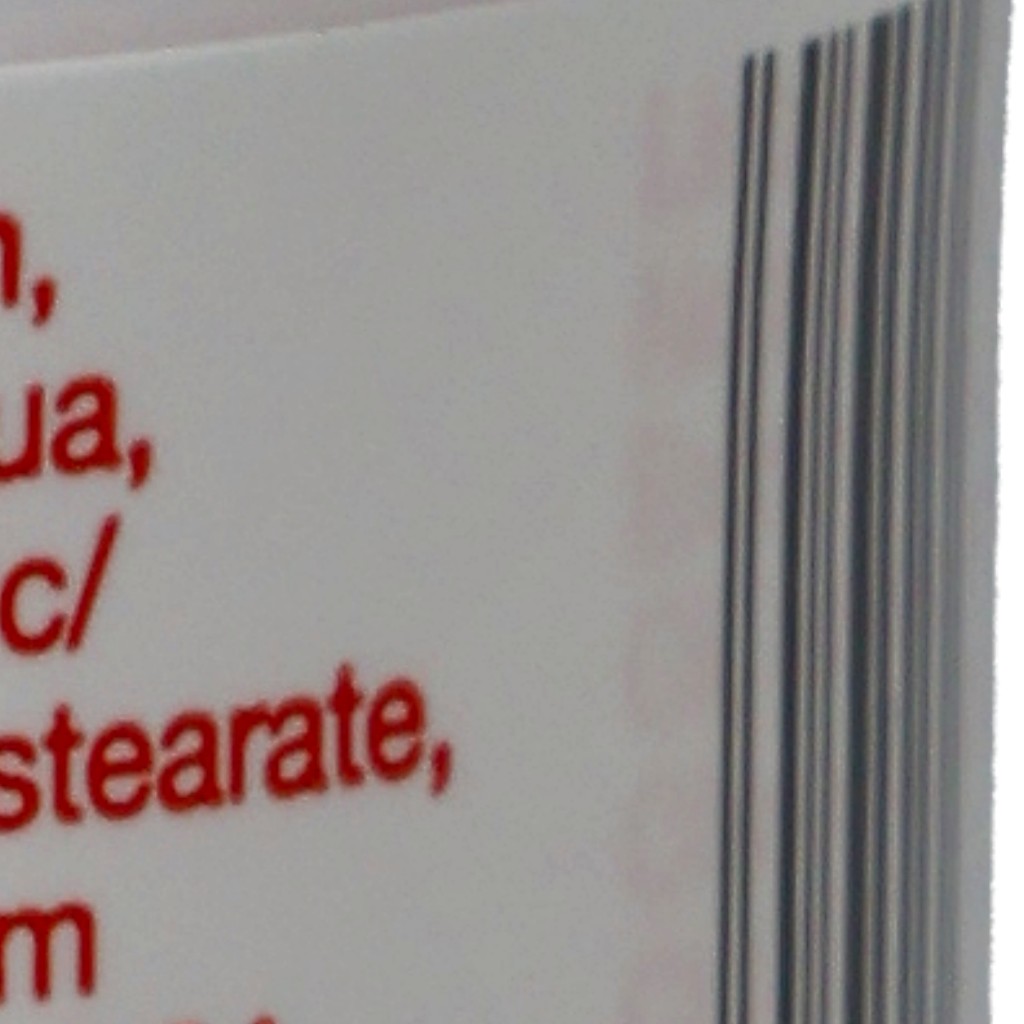 ua,
c/
stearate,
m